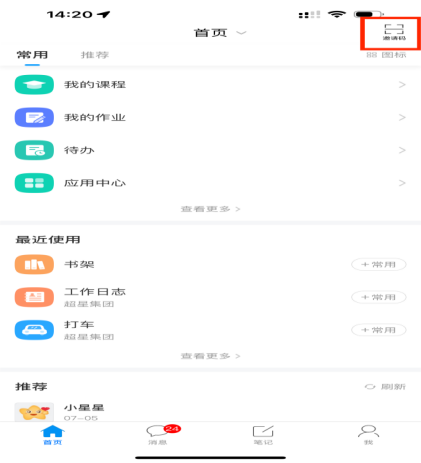 14:20
首页
邀请码
常用 推荐 图标
我的课程
我的作业
待办
应用中心
查看更多 >
最近使用
书架 +常用
工作日志
超星集团 +常用
打车
超星集团 +常用
查看更多 >
推荐 刷新
小星星
07-05
24
首页 消息 笔记 我